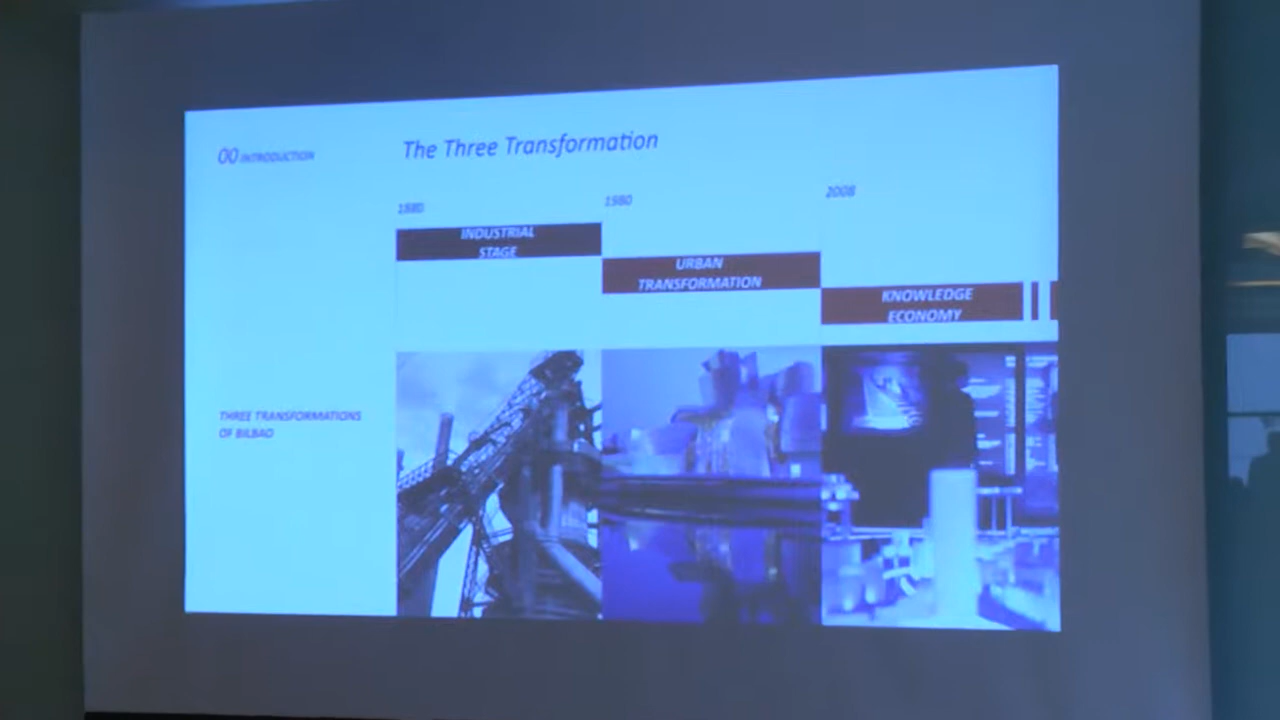 00 INTRODUCTION
The Three Transformation
1980
2008
INDUSTRIAL
STAGE
URBAN
TRANSFORMATION
KNOWLEDGE
ECONOMY
THREE TRANSFORMATIONS
OF BILBAO